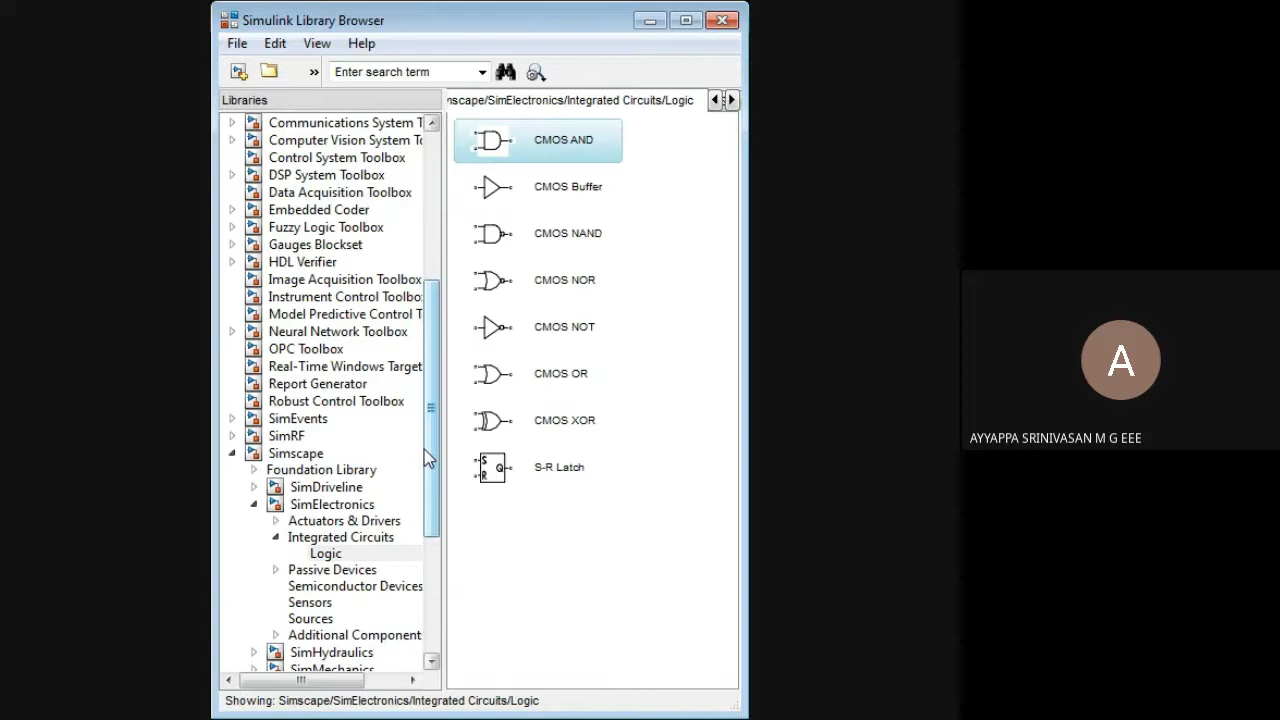 Simulink Library Browser
File Edit View Help
» Enter search term
Libraries
nscape/SimElectronics/Integrated Circuits/Logic
Communications System T
Computer Vision System To
Control System Toolbox
DSP System Toolbox
Data Acquisition Toolbox
Embedded Coder
Fuzzy Logic Toolbox
Gauges Blockset
HDL Verifier
Image Acquisition Toolbox
Instrument Control Toolbo
Model Predictive Control T
Neural Network Toolbox
OPC Toolbox
Real-Time Windows Target
Report Generator
Robust Control Toolbox
SimEvents
SimRF
Simscape
Foundation Library
SimDriveline
SimElectronics
Actuators & Drivers
Integrated Circuits
Logic
Passive Devices
Semiconductor Devices
Sensors
Sources
Additional Component
SimHydraulics
SimMechanics
CMOS AND
CMOS Buffer
CMOS NAND
CMOS NOR
CMOS NOT
CMOS OR
CMOS XOR
S
R
Q
S-R Latch
Showing: Simscape/SimElectronics/Integrated Circuits/Logic
A
AYYAPPA SRINIVASAN M G EEE